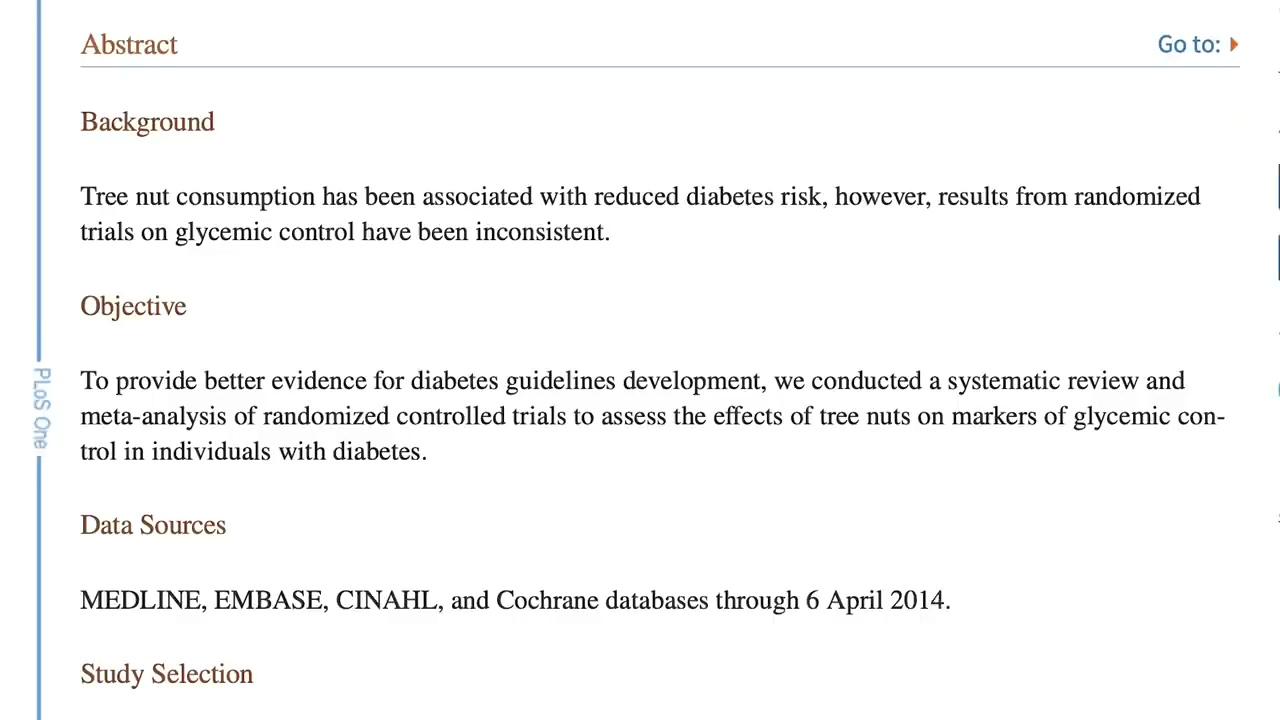 Abstract
Go to:
Background
Tree nut consumption has been associated with reduced diabetes risk, however, results from randomized
trials on glycemic control have been inconsistent.
Objective
To provide better evidence for diabetes guidelines development, we conducted a systematic review and
meta-analysis of randomized controlled trials to assess the effects of tree nuts on markers of glycemic con-
trol in individuals with diabetes.
PLoS One
Data Sources
MEDLINE, EMBASE, CINAHL, and Cochrane databases through 6 April 2014.
Study Selection